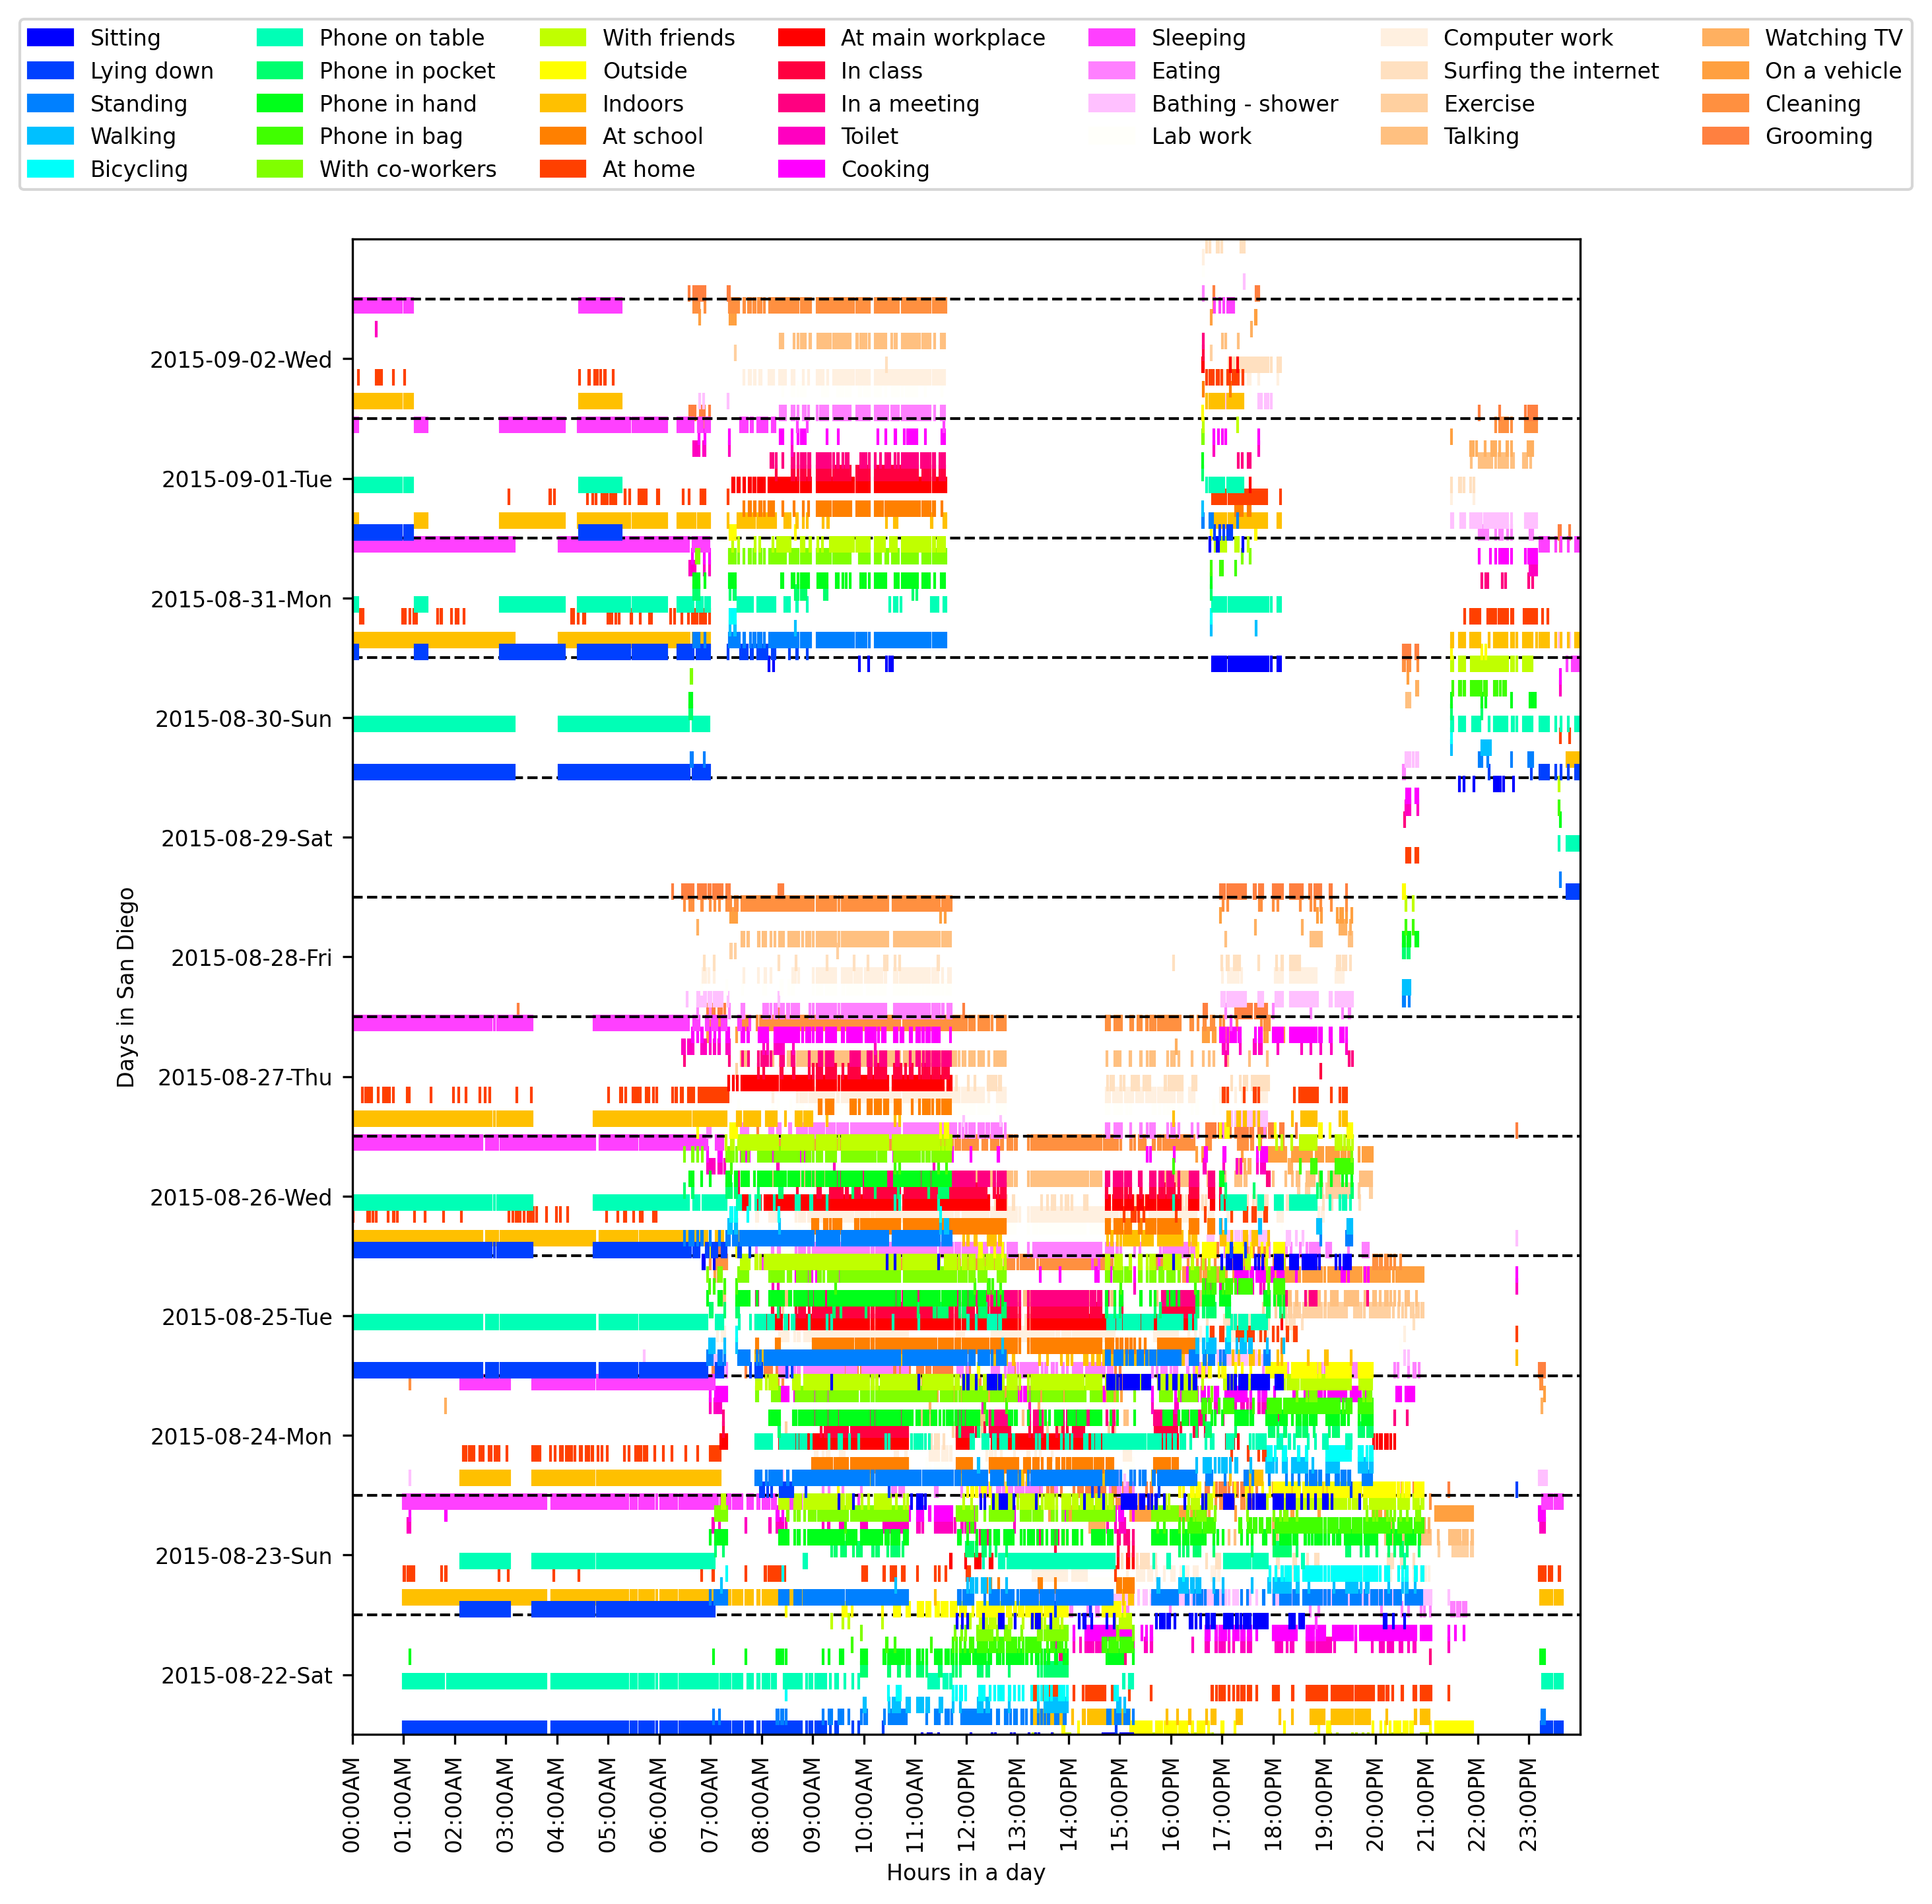 Sitting Phone on table With friends At main workplace Sleeping Computer work Watching TV
Lying down Phone in pocket Outside In class Eating Surfing the internet On a vehicle
Standing Phone in hand Indoors In a meeting Bathing - shower Exercise Cleaning
Walking Phone in bag At school Toilet Lab work Talking Grooming
Bicycling With co-workers At home Cooking
2015-09-02-Wed
2015-09-01-Tue
2015-08-31-Mon
2015-08-30-Sun
2015-08-29-Sat
2015-08-28-Fri
2015-08-27-Thu
2015-08-26-Wed
2015-08-25-Tue
2015-08-24-Mon
2015-08-23-Sun
2015-08-22-Sat
Days in San Diego
00:00AM 01:00AM 02:00AM 03:00AM 04:00AM 05:00AM 06:00AM 07:00AM 08:00AM 09:00AM 10:00AM 11:00AM 12:00PM 13:00PM 14:00PM 15:00PM 16:00PM 17:00PM 18:00PM 19:00PM 20:00PM 21:00PM 22:00PM 23:00PM
Hours in a day